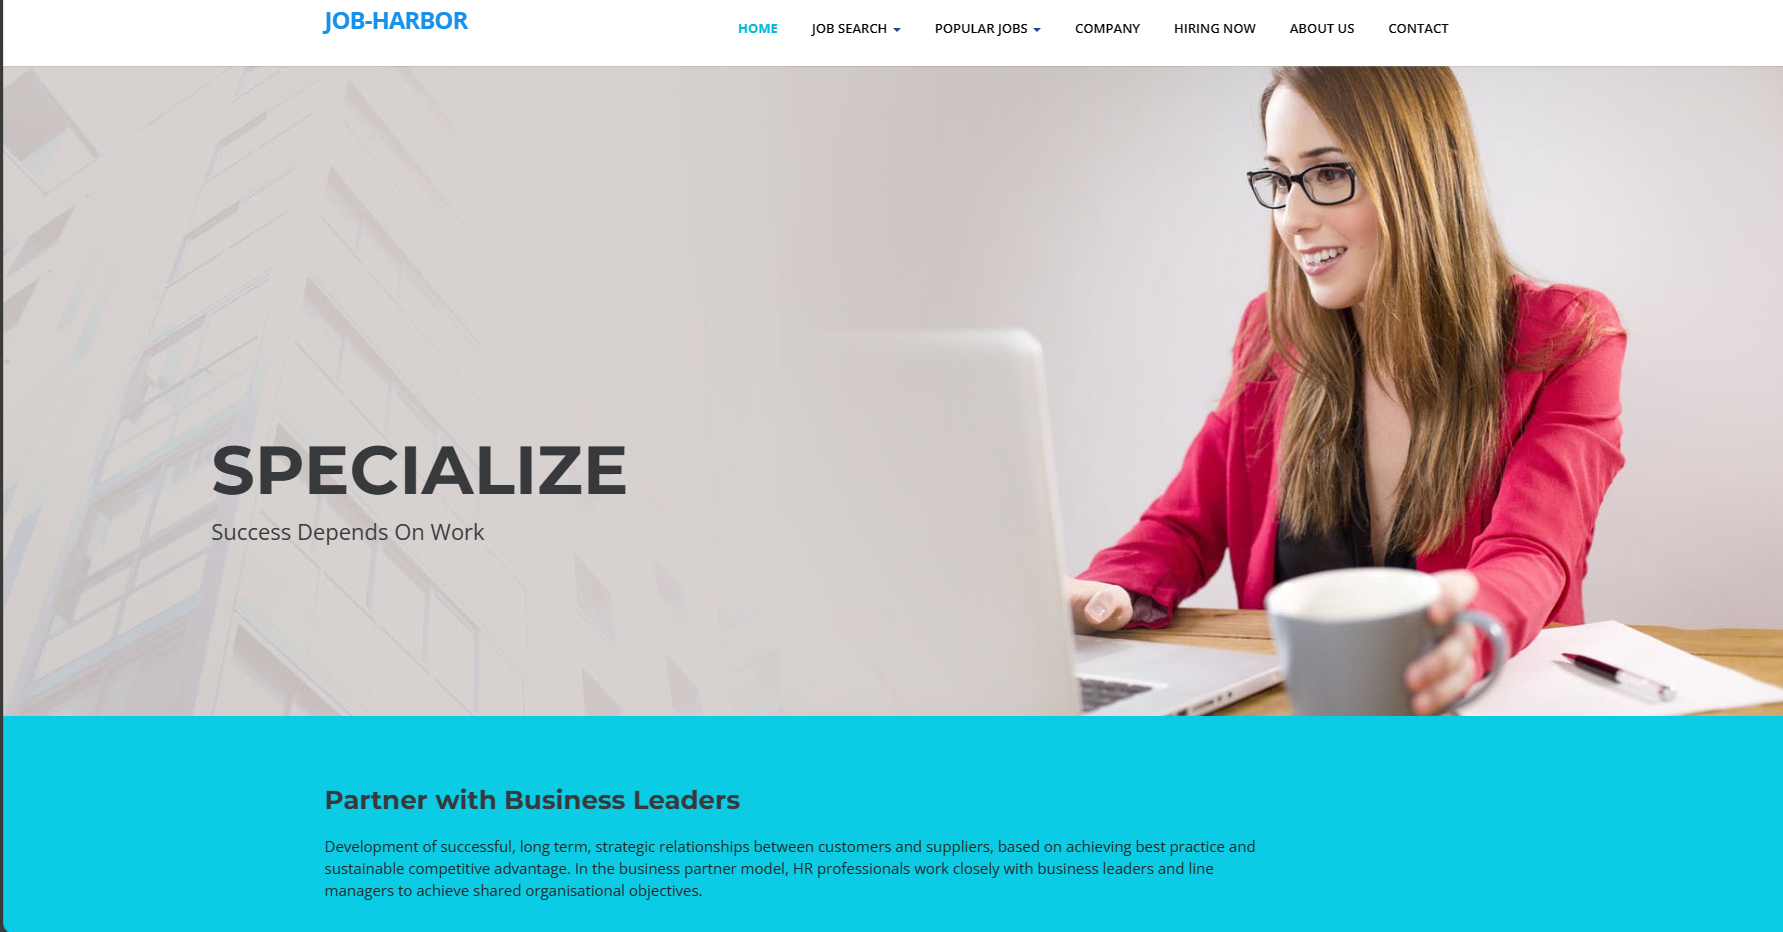 JOB-HARBOR
HOME JOB SEARCH POPULAR JOBS COMPANY HIRING NOW ABOUT US CONTACT
SPECIALIZE
Success Depends On Work
Partner with Business Leaders
Development of successful, long term, strategic relationships between customers and suppliers, based on achieving best practice and
sustainable competitive advantage. In the business partner model, HR professionals work closely with business leaders and line
managers to achieve shared organisational objectives.